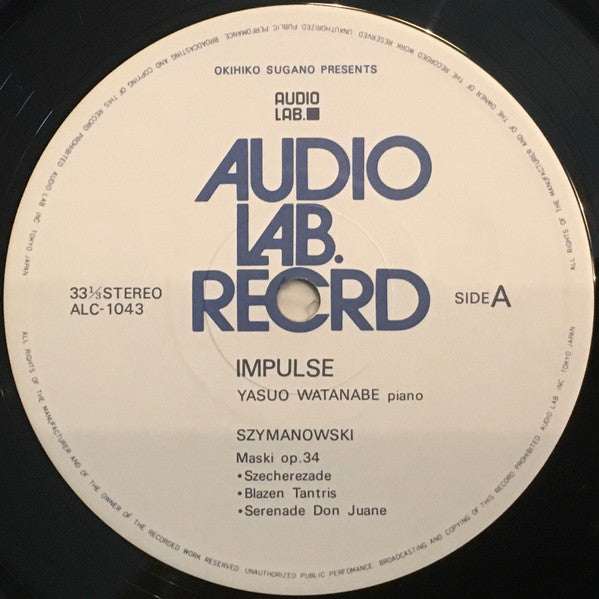 OKIHIKO SUGANO PRESENTS
AUDIO
LAB.
AUDIO
LAB.
RECRD
33⅓ STEREO
ALC-1043
SIDE A
IMPULSE
YASUO WATANABE piano
SZYMANOWSKI
Maski op.34
•Szecherezade
•Blazen Tantris
•Serenade Don Juane
ALL RIGHTS OF THE MANUFACTURER AND OF THE OWNER OF THE RECORDED WORK RESERVED UNAUTHORIZED PUBLIC PERFOMANCE BROADCASTING AND COPYING OF THIS RECORD PROHIBITED AUDIO LAB INC TOKYO JAPAN
ALL RIGHTS OF THE MANUFACTURER AND OF THE OWNER OF THE RECORDED WORK RESERVED UNAUTHORIZED PUBLIC PERFOMANCE BROADCASTING AND COPYING OF THIS RECORD PROHIBITED AUDIO LAB INC TOKYO JAPAN